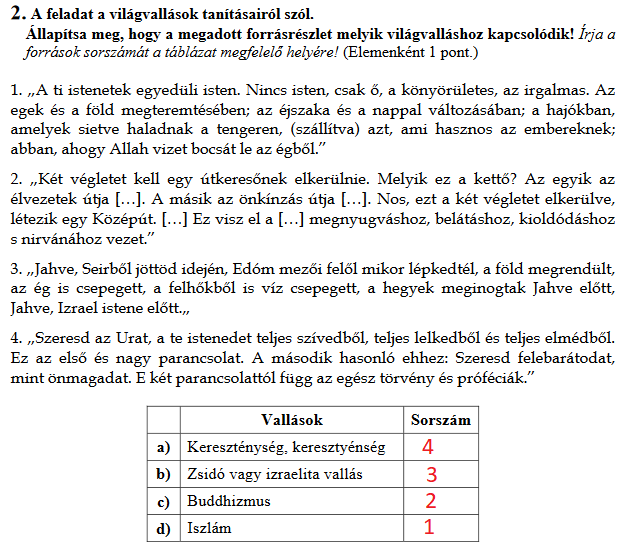 2. A feladat a világvallások tanításairól szól.
Állapítsa meg, hogy a megadott forrásrészlet melyik világvalláshoz kapcsolódik! Írja a
források sorszámát a táblázat megfelelő helyére! (Elemenként 1 pont.)
1. „A ti istenetek egyedüli isten. Nincs isten, csak ő, a könyörületes, az irgalmas. Az
egek és a föld megteremtésében; az éjszaka és a nappal változásában; a hajókban,
amelyek sietve haladnak a tengeren, (szállítva) azt, ami hasznos az embereknek;
abban, ahogy Allah vizet bocsát le az égből.”
2. „Két végletet kell egy útkeresőnek elkerülnie. Melyik ez a kettő? Az egyik az
élvezetek útja […]. A másik az önkínzás útja […]. Nos, ezt a két végletet elkerülve,
létezik egy Középút. […] Ez visz el a […] megnyugváshoz, belátáshoz, kioldódáshoz
s nirvánához vezet.”
3. „Jahve, Seirből jöttöd idején, Edóm mezői felől mikor lépkedtél, a föld megrendült,
az ég is csepegett, a felhőkből is víz csepegett, a hegyek meginogtak Jahve előtt,
Jahve, Izrael istene előtt.„
4. „Szeresd az Urat, a te istenedet teljes szívedből, teljes lelkedből és teljes elmédből.
Ez az első és nagy parancsolat. A második hasonló ehhez: Szeresd felebarátodat,
mint önmagadat. E két parancsolattól függ az egész törvény és próféciák.”
Vallások Sorszám
a) Kereszténység, keresztyénség 4
b) Zsidó vagy izraelita vallás 3
c) Buddhizmus 2
d) Iszlám 1